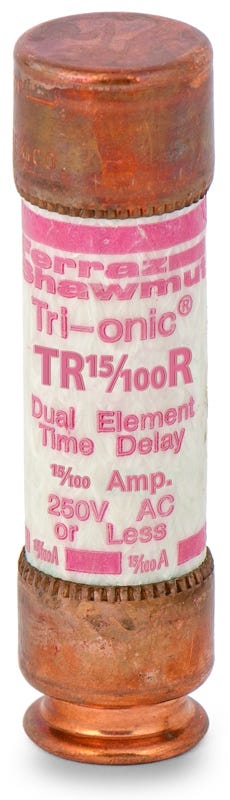 Ferraz
Shawmut
Tri-onic®
TR15/100R
Dual Element
Time Delay
15/100 Amp.
250V AC
or Less
15/100A 15/100A